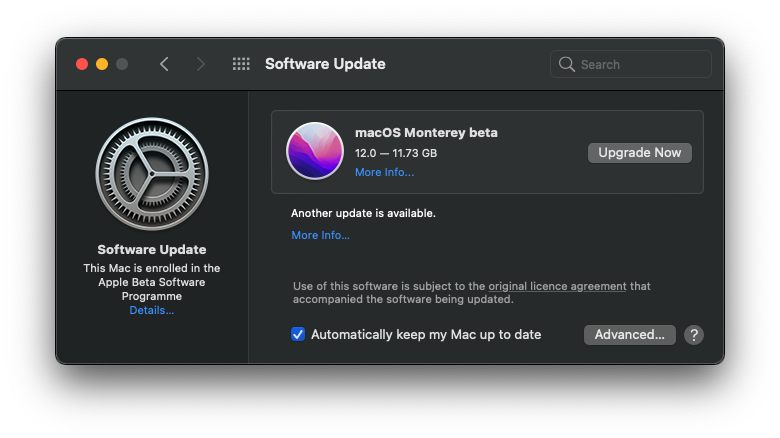 Software Update
Search
macOS Monterey beta
12.0 — 11.73 GB
More Info...
Upgrade Now
Another update is available.
More Info...
Software Update
This Mac is enrolled in the
Apple Beta Software
Programme
Details...
Use of this software is subject to the original licence agreement that
accompanied the software being updated.
Automatically keep my Mac up to date
Advanced...
?